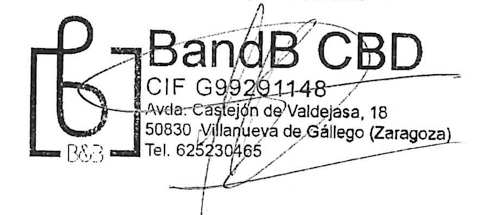 BandB CBD
CIF G99291148
Avda. Castejón de Valdejasa, 18
50830 Villanueva de Gállego (Zaragoza)
B&B Tel. 625230465